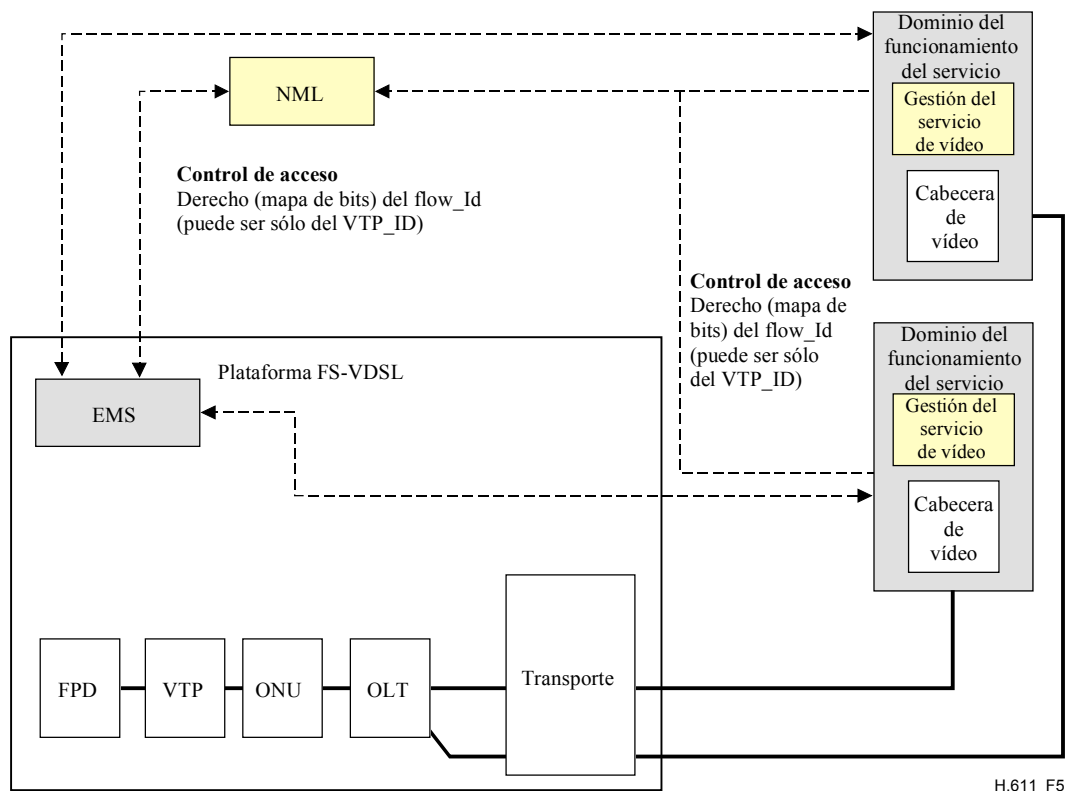 Dominio del
funcionamiento
del servicio
Gestión del
servicio
de vídeo
Cabecera
de
vídeo
NML
Control de acceso
Derecho (mapa de bits) del flow_Id
(puede ser sólo del VTP_ID)
Control de acceso
Derecho (mapa de
bits) del flow_Id
(puede ser sólo
del VTP_ID)
Dominio del
funcionamiento
del servicio
Gestión del
servicio
de vídeo
Cabecera
de
vídeo
Plataforma FS-VDSL
EMS
FPD
VTP
ONU
OLT
Transporte
H.611_F5